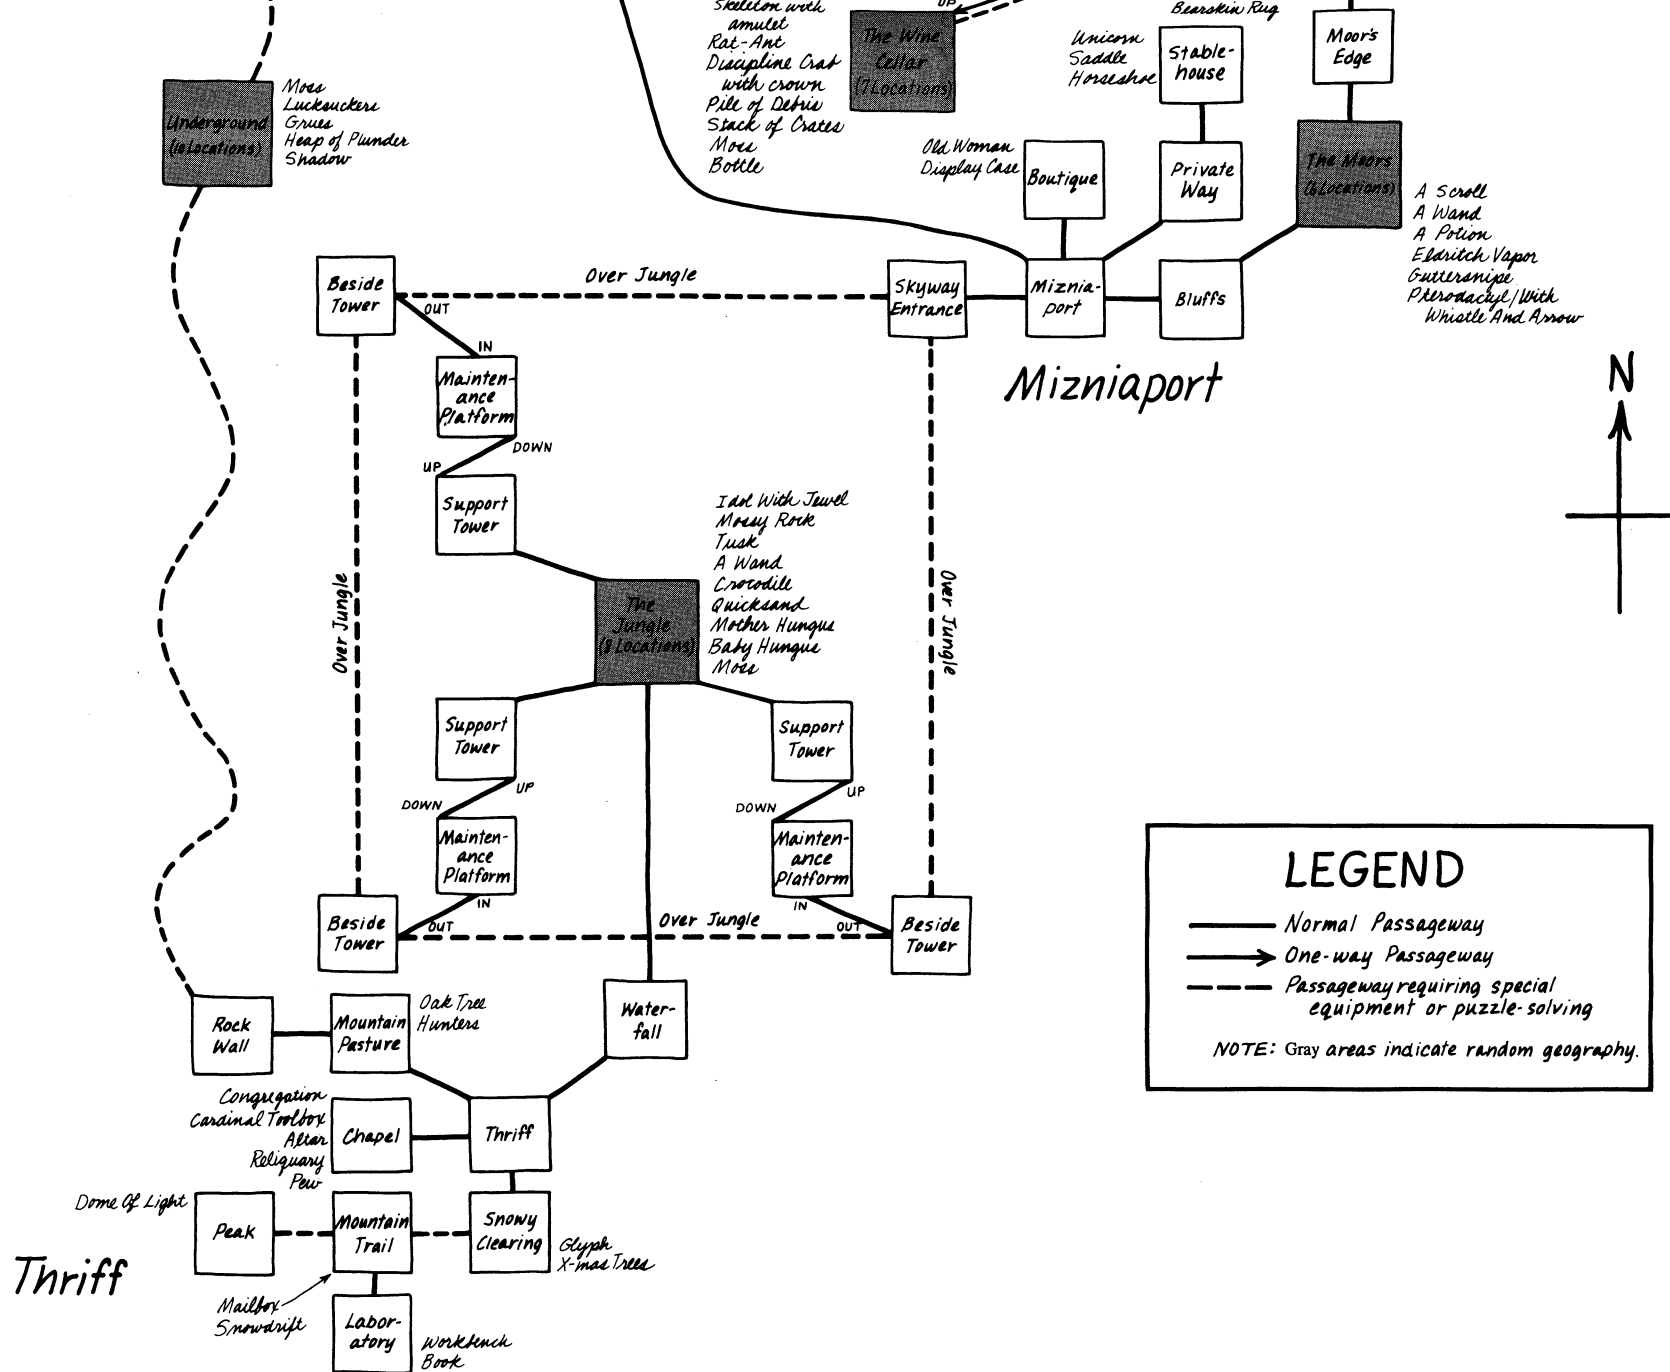 Skeleton with
amulet
Rat-Ant
Discipline Crab
with crown
Pile of Debris
Stack of Crates
Moss
Bottle
UP
The Wine
Cellar
(7 Locations)
Bearskin Rug
Unicorn
Saddle
Horseshoe
Stable-
house
Moor's
Edge
Moss
Lucksuckers
Grues
Heap of Plunder
Shadow
Underground
(10 Locations)
Old Woman
Display Case
Boutique
Private
Way
The Moors
(6 Locations)
A Scroll
A Wand
A Potion
Eldritch Vapor
Guttersnipe
Pterodactyl/With
Whistle And Arrow
Beside
Tower
Over Jungle
Skyway
Entrance
Miznia-
port
Bluffs
OUT
IN
Mainten-
ance
Platform
Mizniaport
N
DOWN
UP
Support
Tower
Idol With Jewel
Mossy Rock
Tusk
A Wand
Crocodile
Quicksand
Mother Hungus
Baby Hungus
Moss
The
Jungle
(8 Locations)
Over Jungle
Over Jungle
Support
Tower
Support
Tower
UP
DOWN
UP
DOWN
Mainten-
ance
Platform
Mainten-
ance
Platform
IN
OUT
IN
OUT
Beside
Tower
Over Jungle
Beside
Tower
LEGEND
Normal Passageway
One-way Passageway
Passageway requiring special
equipment or puzzle-solving
NOTE: Gray areas indicate random geography.
Rock
Wall
Mountain
Pasture
Oak Tree
Hunters
Water-
fall
Congregation
Cardinal Toolbox
Altar
Reliquary
Pew
Chapel
Thriff
Dome Of Light
Peak
Mountain
Trail
Snowy
Clearing
Glyph
X-mas Trees
Thriff
Mailbox
Snowdrift
Labor-
atory
Workbench
Book